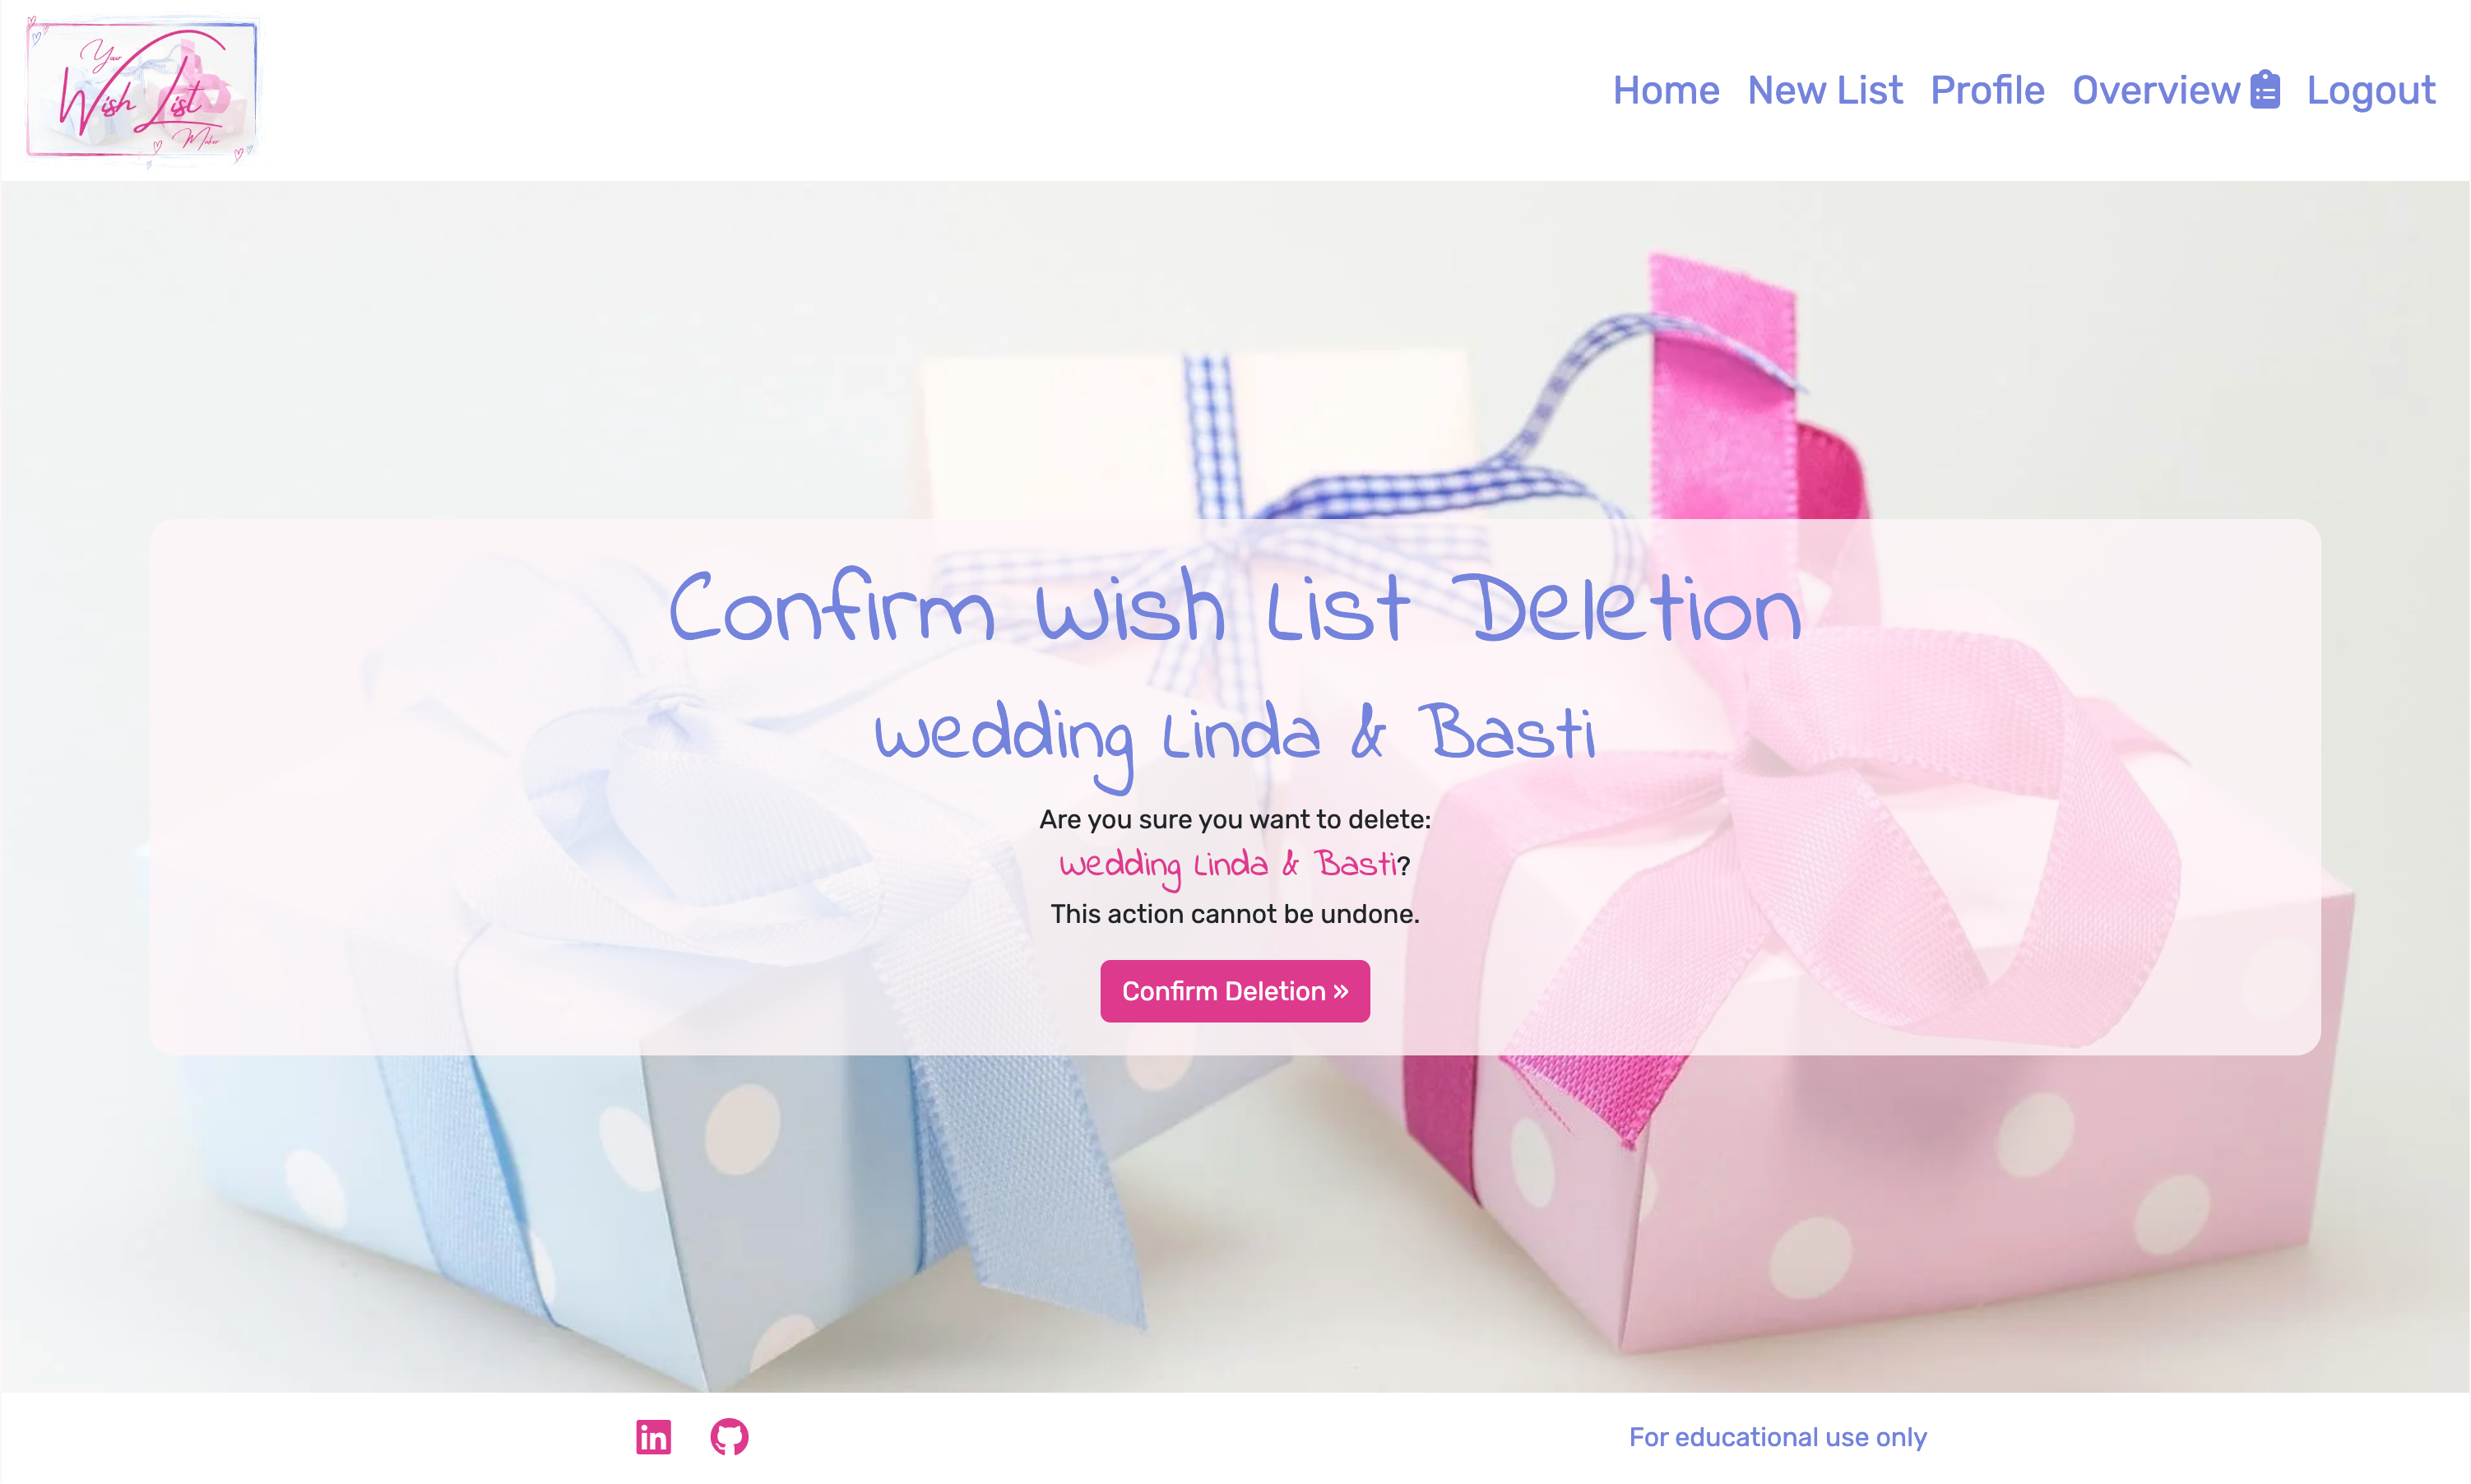 Your
Wish List
Maker
Home New List Profile Overview Logout
Confirm Wish List Deletion
Wedding Linda & Basti
Are you sure you want to delete:
Wedding Linda & Basti?
This action cannot be undone.
Confirm Deletion »
For educational use only